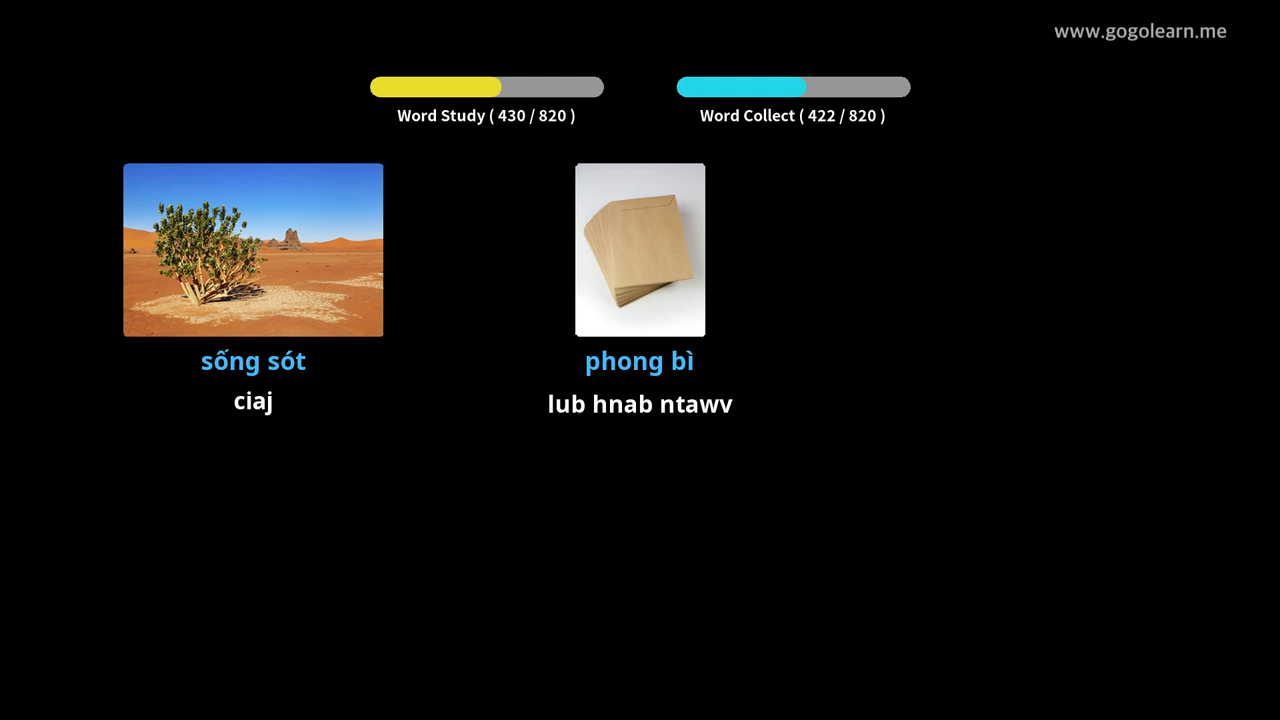 www.gogolearn.me
Word Study ( 430 / 820 )
Word Collect ( 422 / 820 )
sống sót
ciaj
phong bì
lub hnab ntawv